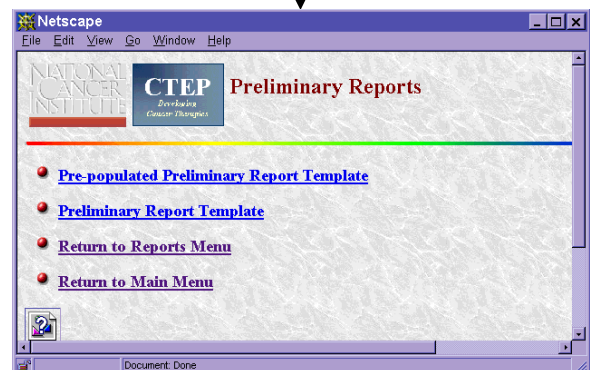 Netscape
File Edit View Go Window Help
NATIONAL
CANCER
INSTITUTE
CTEP
Developing
Cancer Therapies
Preliminary Reports
Pre-populated Preliminary Report Template
Preliminary Report Template
Return to Reports Menu
Return to Main Menu
Document: Done